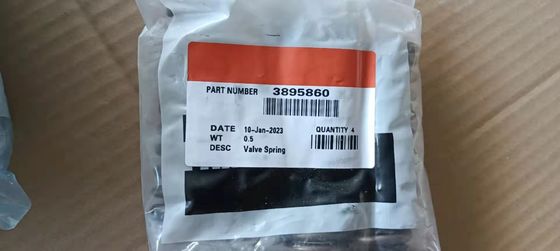 PART NUMBER 3895860
DATE 10-Jan-2023 QUANTITY 4
WT 0.5
DESC Valve Spring